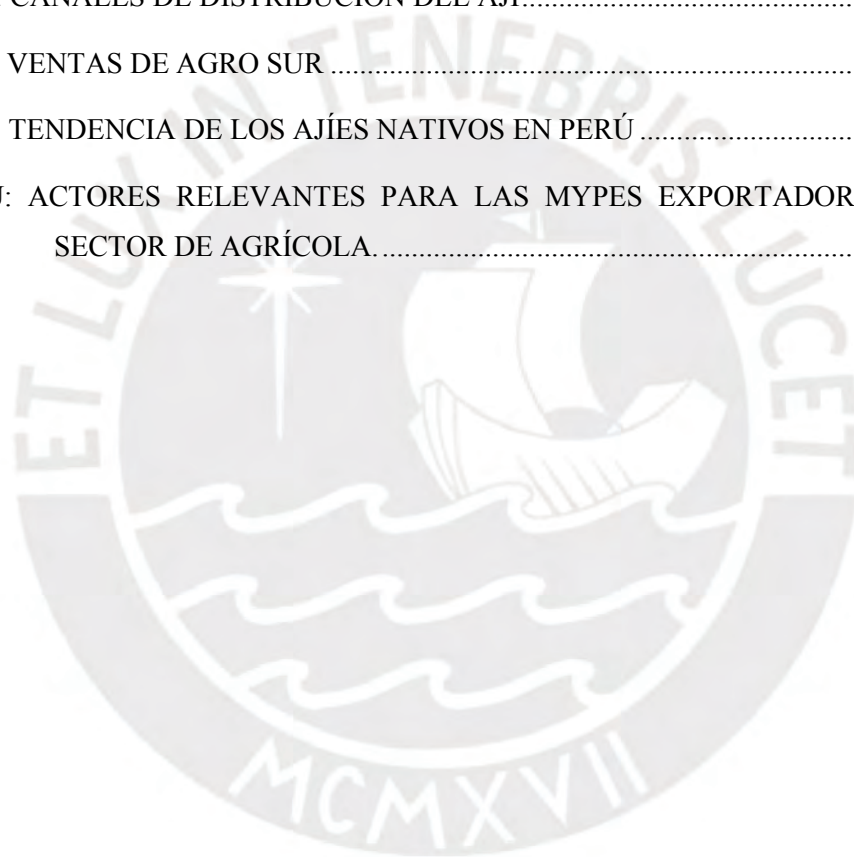 CANALES DE DISTRIBUCIÓN DEL AJÍ..........................................
VENTAS DE AGRO SUR ......................................................................
TENDENCIA DE LOS AJÍES NATIVOS EN PERÚ .............................
: ACTORES RELEVANTES PARA LAS MYPES EXPORTADOR
SECTOR DE AGRÍCOLA. ...............................................................
ET LUX IN TENEBRIS LUCET
MCMXVII